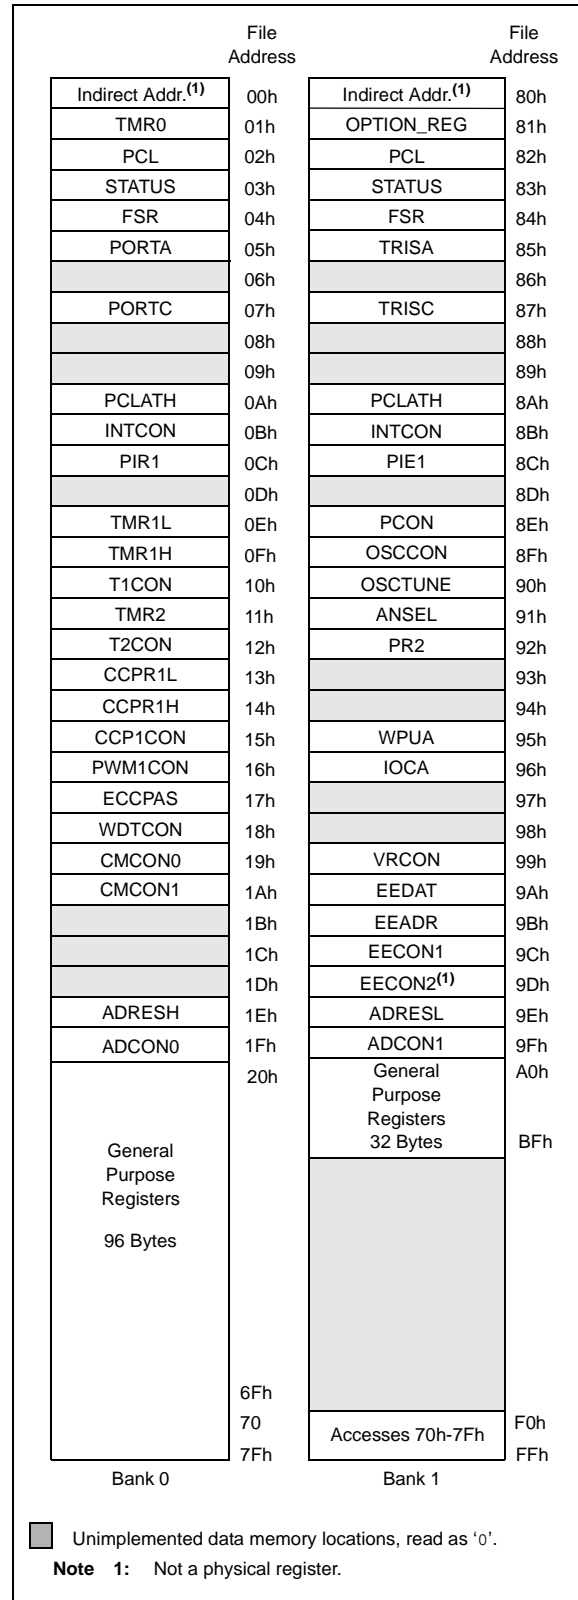 File Address File Address
Indirect Addr.(1) 00h Indirect Addr.(1) 80h
TMR0 01h OPTION_REG 81h
PCL 02h PCL 82h
STATUS 03h STATUS 83h
FSR 04h FSR 84h
PORTA 05h TRISA 85h
06h 86h
PORTC 07h TRISC 87h
08h 88h
09h 89h
PCLATH 0Ah PCLATH 8Ah
INTCON 0Bh INTCON 8Bh
PIR1 0Ch PIE1 8Ch
0Dh 8Dh
TMR1L 0Eh PCON 8Eh
TMR1H 0Fh OSCCON 8Fh
T1CON 10h OSCTUNE 90h
TMR2 11h ANSEL 91h
T2CON 12h PR2 92h
CCPR1L 13h 93h
CCPR1H 14h 94h
CCP1CON 15h WPUA 95h
PWM1CON 16h IOCA 96h
ECCPAS 17h 97h
WDTCON 18h 98h
CMCON0 19h VRCON 99h
CMCON1 1Ah EEDAT 9Ah
1Bh EEADR 9Bh
1Ch EECON1 9Ch
1Dh EECON2(1) 9Dh
ADRESH 1Eh ADRESL 9Eh
ADCON0 1Fh ADCON1 9Fh
20h General A0h
Purpose
Registers
32 Bytes BFh
General
Purpose
Registers
96 Bytes
6Fh
70 Accesses 70h-7Fh F0h
7Fh FFh
Bank 0 Bank 1
Unimplemented data memory locations, read as ‘0’.
Note 1: Not a physical register.